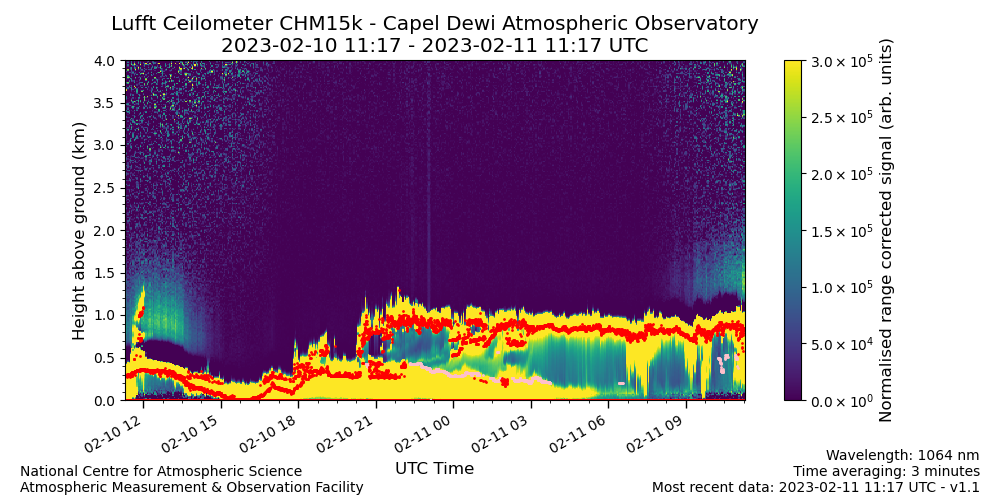 Lufft Ceilometer CHM15k - Capel Dewi Atmospheric Observatory
2023-02-10 11:17 - 2023-02-11 11:17 UTC
Height above ground (km)
4.0
3.5
3.0
2.5
2.0
1.5
1.0
0.5
0.0
02-10 12
02-10 15
02-10 18
02-10 21
02-11 00
02-11 03
02-11 06
02-11 09
UTC Time
3.0 × 10⁵
2.5 × 10⁵
2.0 × 10⁵
1.5 × 10⁵
1.0 × 10⁵
5.0 × 10⁴
0.0 × 10⁰
Normalised range corrected signal (arb. units)
National Centre for Atmospheric Science
Atmospheric Measurement & Observation Facility
Wavelength: 1064 nm
Time averaging: 3 minutes
Most recent data: 2023-02-11 11:17 UTC - v1.1